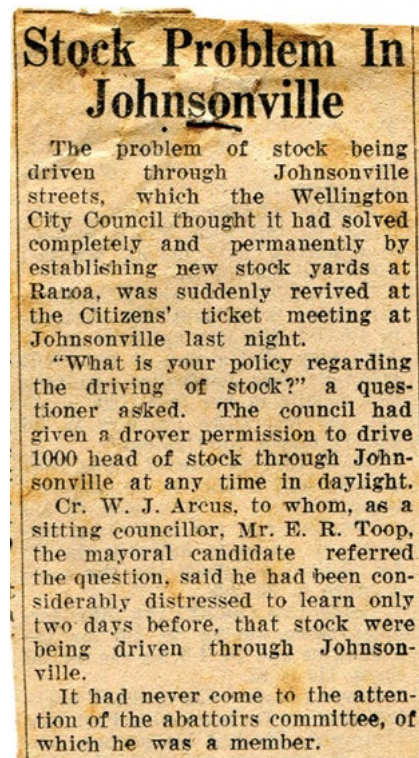 Stock Problem In
Johnsonville
The problem of stock being
driven through Johnsonville
streets, which the Wellington
City Council thought it had solved
completely and permanently by
establishing new stock yards at
Raroa, was suddenly revived at
the Citizens' ticket meeting at
Johnsonville last night.
"What is your policy regarding
the driving of stock?" a ques-
tioner asked. The council had
given a drover permission to drive
1000 head of stock through John-
sonville at any time in daylight.
Cr. W. J. Arcus, to whom, as a
sitting councillor, Mr. E. R. Toop,
the mayoral candidate referred
the question, said he had been con-
siderably distressed to learn only
two days before, that stock were
being driven through Johnson-
ville.
It had never come to the atten-
tion of the abattoirs committee, of
which he was a member.